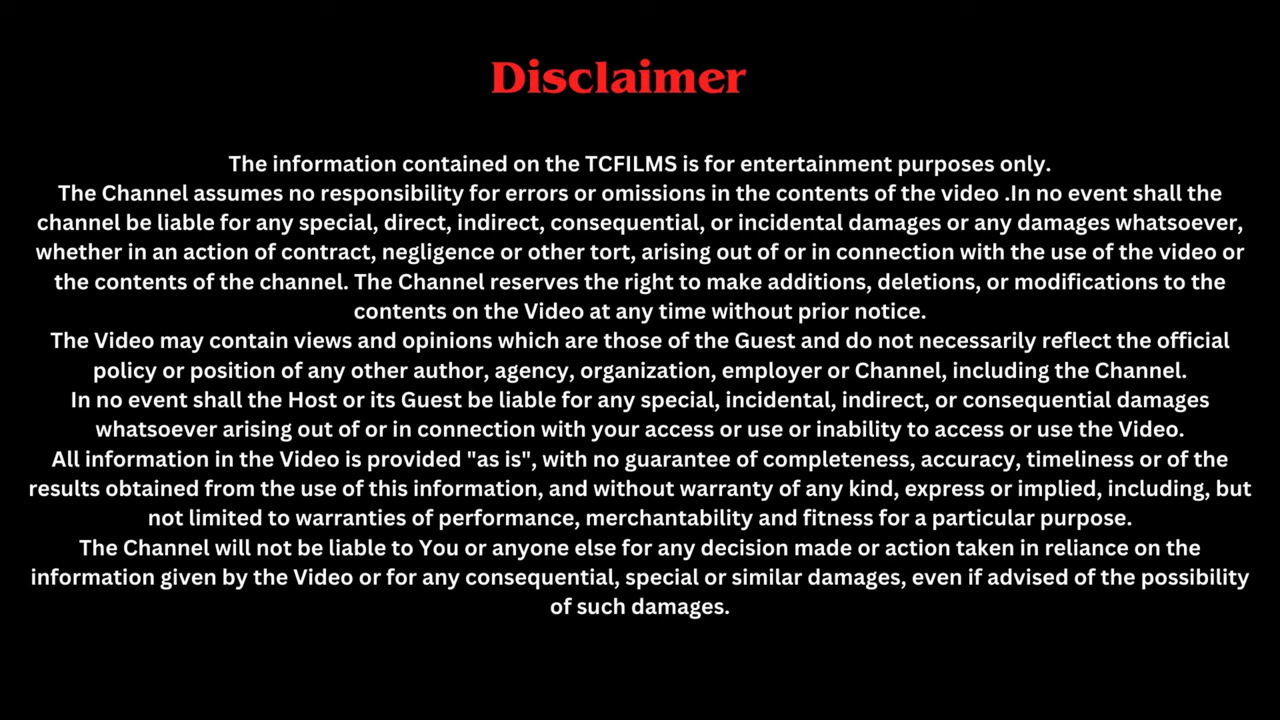 Disclaimer
The information contained on the TCFILMS is for entertainment purposes only.
The Channel assumes no responsibility for errors or omissions in the contents of the video .In no event shall the
channel be liable for any special, direct, indirect, consequential, or incidental damages or any damages whatsoever,
whether in an action of contract, negligence or other tort, arising out of or in connection with the use of the video or
the contents of the channel. The Channel reserves the right to make additions, deletions, or modifications to the
contents on the Video at any time without prior notice.
The Video may contain views and opinions which are those of the Guest and do not necessarily reflect the official
policy or position of any other author, agency, organization, employer or Channel, including the Channel.
In no event shall the Host or its Guest be liable for any special, incidental, indirect, or consequential damages
whatsoever arising out of or in connection with your access or use or inability to access or use the Video.
All information in the Video is provided "as is", with no guarantee of completeness, accuracy, timeliness or of the
results obtained from the use of this information, and without warranty of any kind, express or implied, including, but
not limited to warranties of performance, merchantability and fitness for a particular purpose.
The Channel will not be liable to You or anyone else for any decision made or action taken in reliance on the
information given by the Video or for any consequential, special or similar damages, even if advised of the possibility
of such damages.